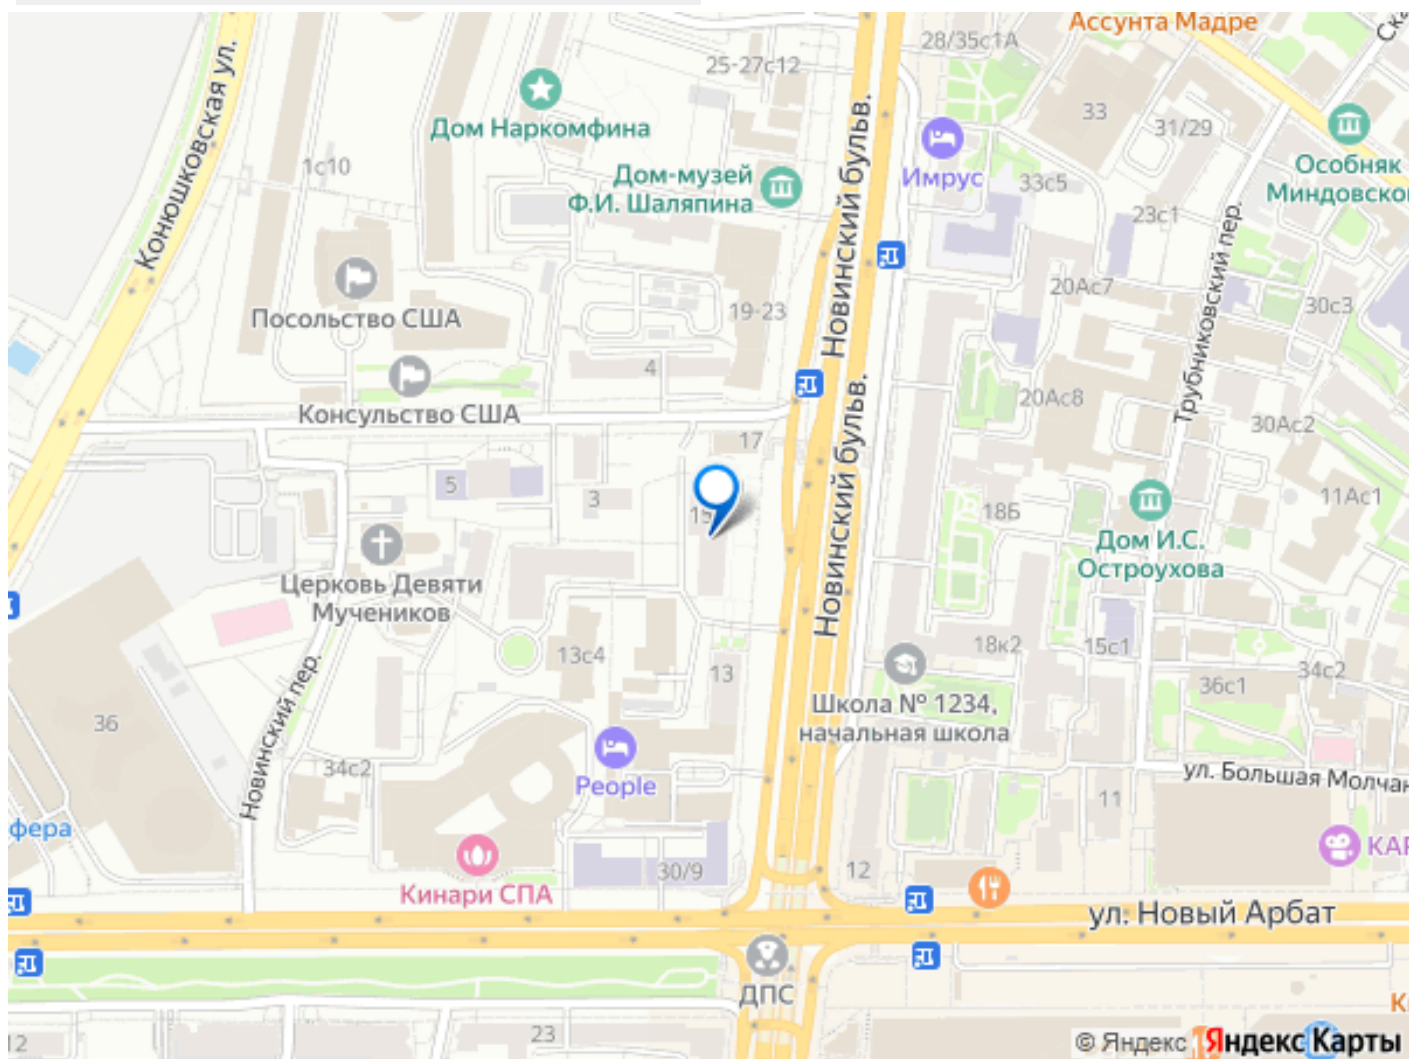 Ассунта Мадре
28/35с1А
25-27с12
Конюшковская ул.
33
31/29
Дом Наркомфина
Особняк
Миндовског
1с10
Дом-музей
Ф.И. Шаляпина
Имрус
33с5
23с1
Новинский бульв.
Трубниковский пер.
20Ас7
30с3
Посольство США
19-23
4
20Ас8
Консульство США
30Ас2
17
Новинский бульв.
5
3
11Ас1
18Б
Дом И.С.
Остроухова
Церковь Девяти
Мучеников
18к2
15с1
13с4
13
34с2
36с1
Школа № 1234,
начальная школа
36
Новинский пер.
34с2
People
ул. Большая Молчан
11
фера
КАР
12
30/9
Кинари СПА
ул. Новый Арбат
ДПС
23
12
© Яндекс Яндекс Карты